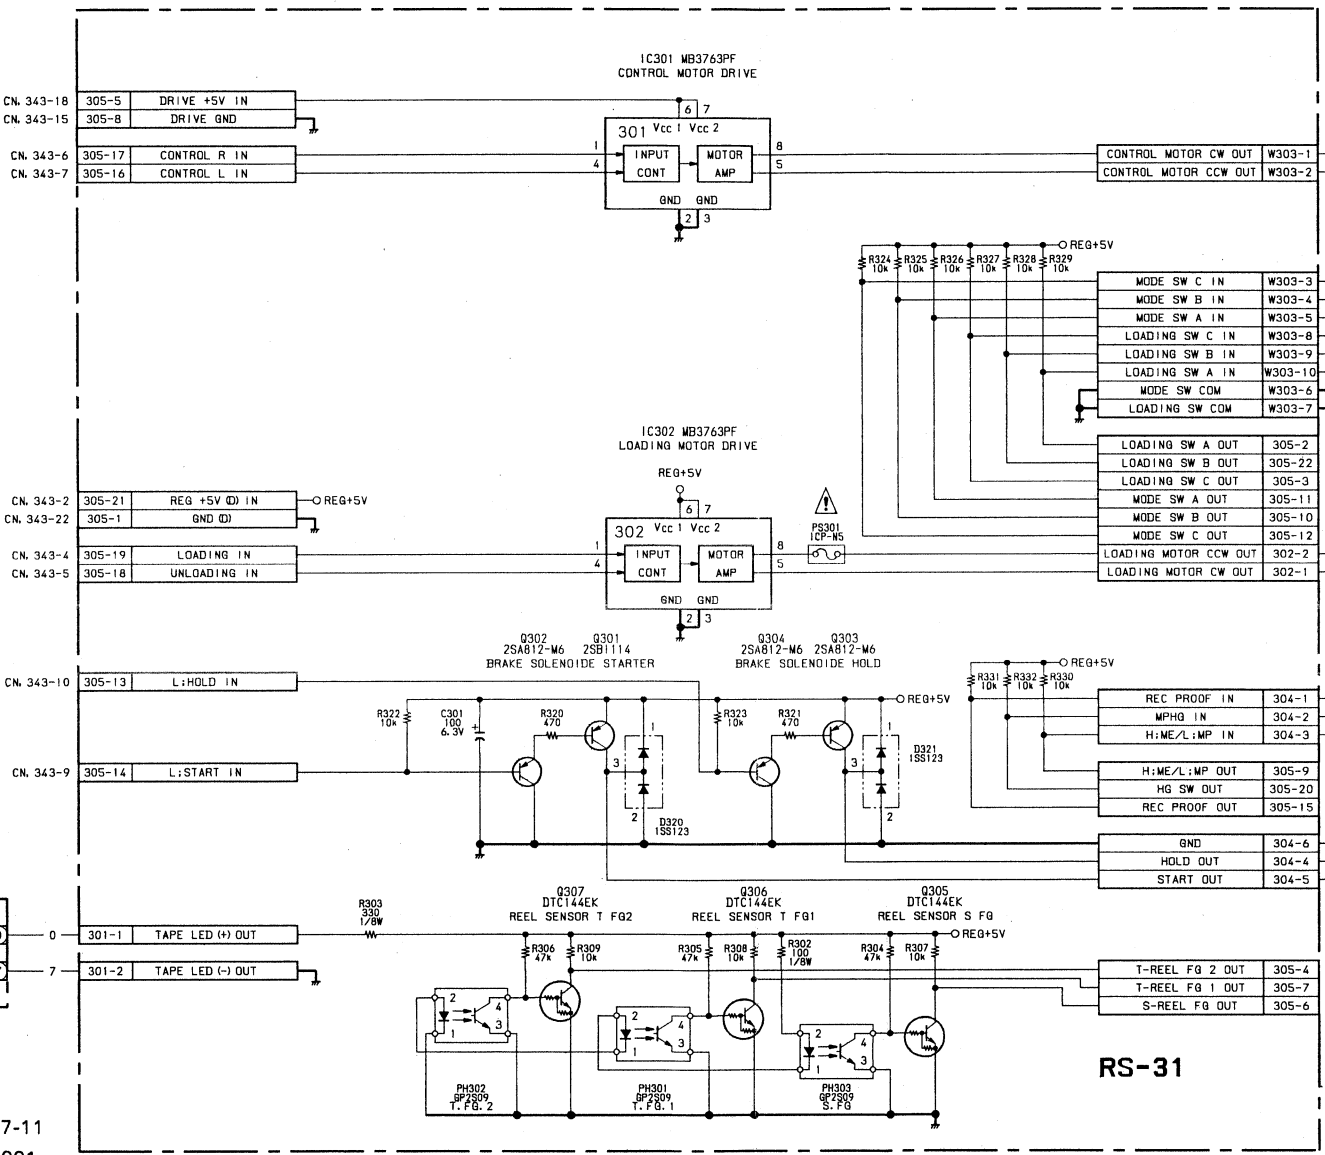 IC301 MB3763PF
CONTROL MOTOR DRIVE
CN. 343-18 305-5 DRIVE +5V IN
CN. 343-15 305-8 DRIVE GND
6 7
301 Vcc 1 Vcc 2
CN. 343-6 305-17 CONTROL R IN 1 INPUT MOTOR 8 CONTROL MOTOR CW OUT W303-1
CN. 343-7 305-16 CONTROL L IN 4 CONT AMP 5 CONTROL MOTOR CCW OUT W303-2
GND GND
2 3
REG+5V
R324 10k R325 10k R326 10k R327 10k R328 10k R329 10k
MODE SW C IN W303-3
MODE SW B IN W303-4
MODE SW A IN W303-5
LOADING SW C IN W303-8
LOADING SW B IN W303-9
LOADING SW A IN W303-10
MODE SW COM W303-6
LOADING SW COM W303-7
IC302 MB3763PF
LOADING MOTOR DRIVE
REG+5V
LOADING SW A OUT 305-2
LOADING SW B OUT 305-22
LOADING SW C OUT 305-3
MODE SW A OUT 305-11
MODE SW B OUT 305-10
MODE SW C OUT 305-12
LOADING MOTOR CCW OUT 302-2
LOADING MOTOR CW OUT 302-1
CN. 343-2 305-21 REG +5V (D) IN REG+5V
CN. 343-22 305-1 GND (D)
6 7
302 Vcc 1 Vcc 2
PS301
ICP-N5
CN. 343-4 305-19 LOADING IN 1 INPUT MOTOR 8
CN. 343-5 305-18 UNLOADING IN 4 CONT AMP 5
GND GND
2 3
Q302 Q301
2SA812-M6 2SB1114
BRAKE SOLENOIDE STARTER
Q304 Q303
2SA812-M6 2SA812-M6
BRAKE SOLENOIDE HOLD
CN. 343-10 305-13 L:HOLD IN
REG+5V
REG+5V
R331 10k R332 10k R330 10k
R322 10k
C301 100 6.3V +
R320 470
1 3 2
D320
1SS123
R323 10k
R321 470
1 3 2
D321
1SS123
REC PROOF IN 304-1
MPHG IN 304-2
H:ME/L:MP IN 304-3
CN. 343-9 305-14 L:START IN
H:ME/L:MP OUT 305-9
HG SW OUT 305-20
REC PROOF OUT 305-15
GND 304-6
HOLD OUT 304-4
START OUT 304-5
Q307
DTC144EK
REEL SENSOR T FG2
Q306
DTC144EK
REEL SENSOR T FG1
Q305
DTC144EK
REEL SENSOR S FG
R303
330
1/8W
0 301-1 TAPE LED (+) OUT
REG+5V
7 301-2 TAPE LED (-) OUT
R306 47k R309 10k
R305 47k R308 10k
R302 100 1/8W
R304 47k R307 10k
T-REEL FG 2 OUT 305-4
T-REEL FG 1 OUT 305-7
S-REEL FG OUT 305-6
2 4 1 3
2 4 1 3
2 4 1 3
PH302
GP2S09
T. FG. 2
PH301
GP2S09
T. FG. 1
PH303
GP2S09
S. FG
RS-31
7-11